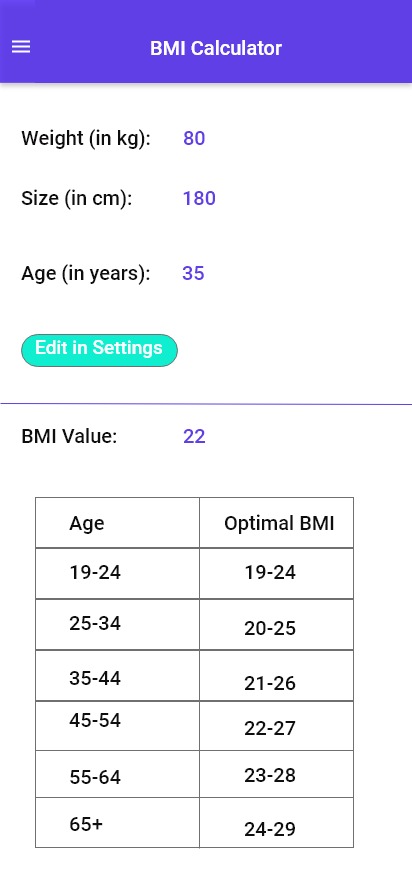 BMI Calculator
Weight (in kg): 80
Size (in cm): 180
Age (in years): 35
Edit in Settings
BMI Value: 22
Age Optimal BMI
19-24 19-24
25-34 20-25
35-44 21-26
45-54 22-27
55-64 23-28
65+ 24-29